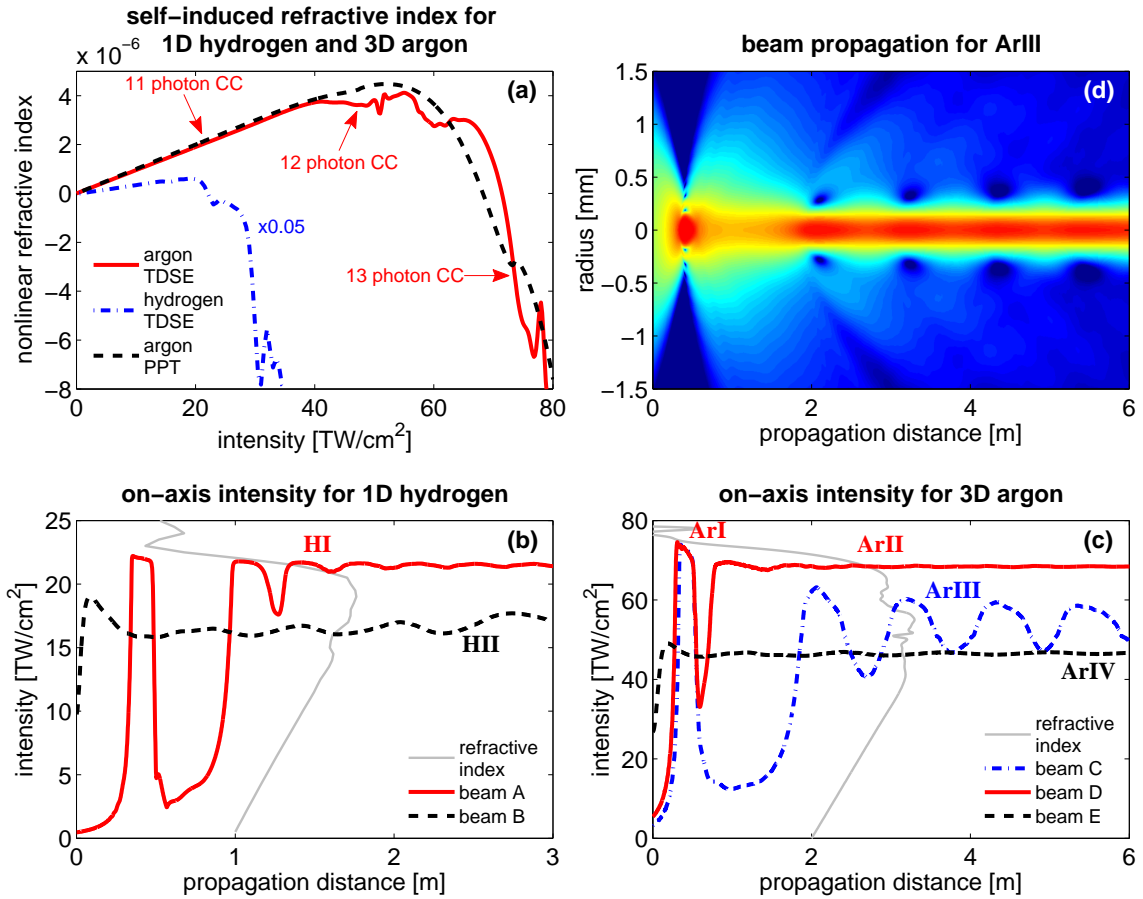 self−induced refractive index for
1D hydrogen and 3D argon
x 10−6
(a)
11 photon CC
12 photon CC
13 photon CC
x0.05
argon
TDSE
hydrogen
TDSE
argon
PPT
4
2
0
−2
−4
−6
−8
nonlinear refractive index
0 20 40 60 80
intensity [TW/cm2]
beam propagation for ArIII
(d)
1.5
1
0.5
0
−0.5
−1
−1.5
radius [mm]
0 2 4 6
propagation distance [m]
on−axis intensity for 1D hydrogen
(b)
HI
HII
refractive
index
beam A
beam B
25
20
15
10
5
0
intensity [TW/cm2]
0 1 2 3
propagation distance [m]
on−axis intensity for 3D argon
(c)
ArI
ArII
ArIII
ArIV
refractive
index
beam C
beam D
beam E
80
60
40
20
0
intensity [TW/cm2]
0 2 4 6
propagation distance [m]